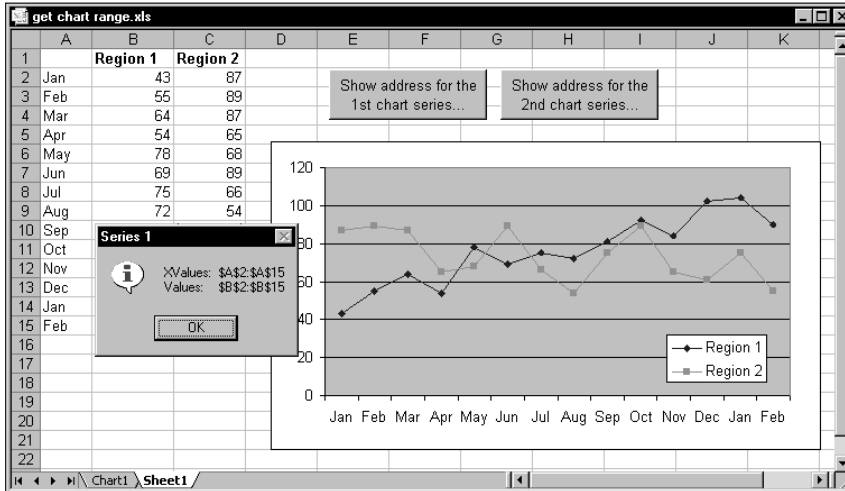 get chart range.xls
A B C D E F G H I J K
1 Region 1 Region 2
2 Jan 43 87
3 Feb 55 89
4 Mar 64 87
5 Apr 54 65
6 May 78 68
7 Jun 69 89
8 Jul 75 66
9 Aug 72 54
10 Sep
11 Oct
12 Nov
13 Dec
14 Jan
15 Feb
16
17
18
19
20
21
22
Show address for the
1st chart series...
Show address for the
2nd chart series...
Series 1
XValues: $A$2:$A$15
Values: $B$2:$B$15
OK
120
100
80
60
40
20
0
Jan Feb Mar Apr May Jun Jul Aug Sep Oct Nov Dec Jan Feb
Region 1
Region 2
Chart1 Sheet1